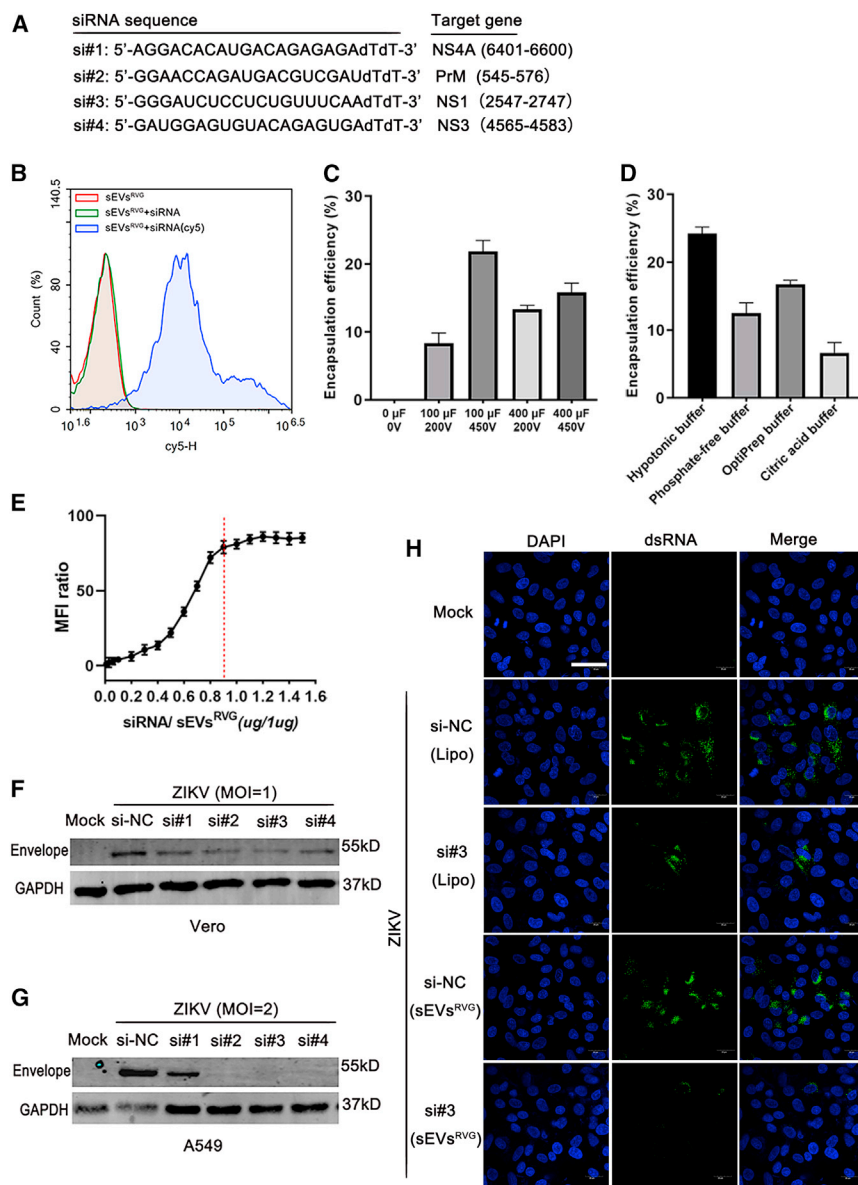 A
siRNA sequence Target gene
si#1: 5'-AGGACACAUGACAGAGAGAdTdT-3' NS4A (6401-6600)
si#2: 5'-GGAACCAGAUGACGUCGAUdTdT-3' PrM (545-576)
si#3: 5'-GGGAUCUCCUCUGUUUCAAdTdT-3' NS1 (2547-2747)
si#4: 5'-GAUGGAGUGUACAGAGUGAdTdT-3' NS3 (4565-4583)
B
sEVsRVG
sEVsRVG+siRNA
sEVsRVG+siRNA(cy5)
Count (%)
140.5
80
40
0
10^1.6 10^3 10^4 10^5 10^6.5
cy5-H
C
Encapsulation efficiency (%)
30
20
10
0
0 μF 100 μF 100 μF 400 μF 400 μF
0V 200V 450V 200V 450V
D
Encapsulation efficiency (%)
30
20
10
0
Hypotonic buffer
Phosphate-free buffer
OptiPrep buffer
Citric acid buffer
E
MFI ratio
100
50
0
0.0 0.2 0.4 0.6 0.8 1.0 1.2 1.4 1.6
siRNA/ sEVsRVG(ug/1ug)
F
ZIKV (MOI=1)
Mock si-NC si#1 si#2 si#3 si#4
Envelope 55kD
GAPDH 37kD
Vero
G
ZIKV (MOI=2)
Mock si-NC si#1 si#2 si#3 si#4
Envelope 55kD
GAPDH 37kD
A549
H
DAPI dsRNA Merge
Mock
ZIKV
si-NC
(Lipo)
si#3
(Lipo)
si-NC
(sEVsRVG)
si#3
(sEVsRVG)